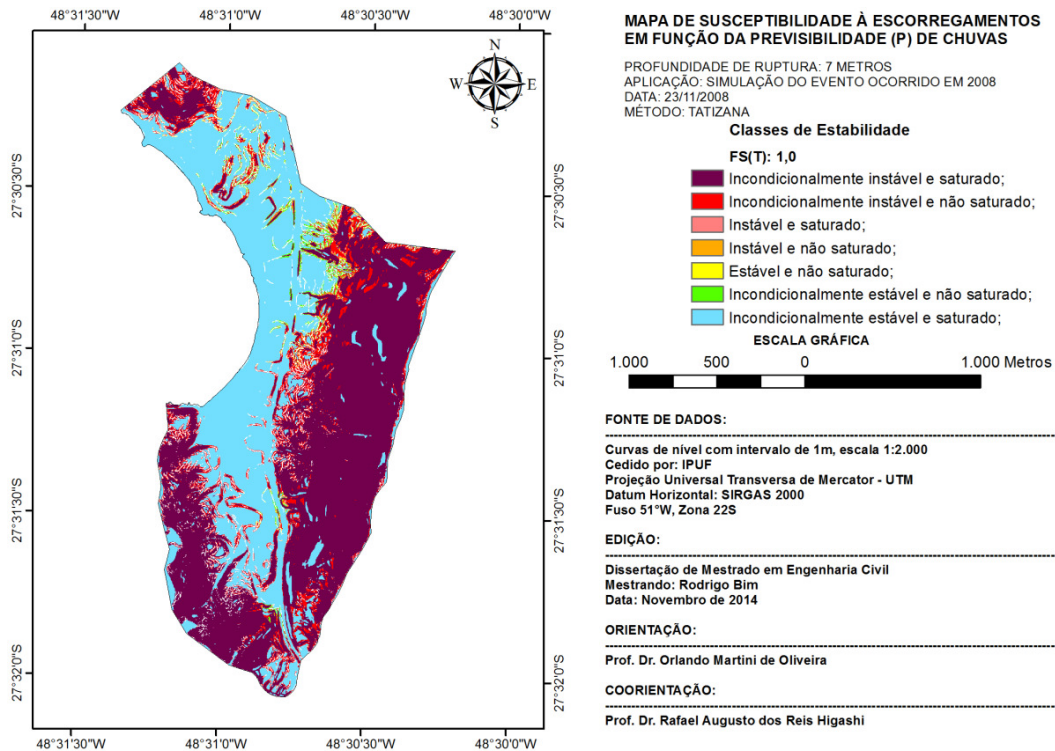 48°31'30"W 48°31'0"W 48°30'30"W 48°30'0"W
N
W E
S
27°30'30"S 27°30'30"S
27°31'0"S 27°31'0"S
27°31'30"S 27°31'30"S
27°32'0"S 27°32'0"S
48°31'30"W 48°31'0"W 48°30'30"W 48°30'0"W
MAPA DE SUSCEPTIBILIDADE À ESCORREGAMENTOS
EM FUNÇÃO DA PREVISIBILIDADE (P) DE CHUVAS
PROFUNDIDADE DE RUPTURA: 7 METROS
APLICAÇÃO: SIMULAÇÃO DO EVENTO OCORRIDO EM 2008
DATA: 23/11/2008
MÉTODO: TATIZANA
Classes de Estabilidade
FS(T): 1,0
Incondicionalmente instável e saturado;
Incondicionalmente instável e não saturado;
Instável e saturado;
Instável e não saturado;
Estável e não saturado;
Incondicionalmente estável e não saturado;
Incondicionalmente estável e saturado;
ESCALA GRÁFICA
1.000 500 0 1.000 Metros
FONTE DE DADOS:
Curvas de nível com intervalo de 1m, escala 1:2.000
Cedido por: IPUF
Projeção Universal Transversa de Mercator - UTM
Datum Horizontal: SIRGAS 2000
Fuso 51°W, Zona 22S
EDIÇÃO:
Dissertação de Mestrado em Engenharia Civil
Mestrando: Rodrigo Bim
Data: Novembro de 2014
ORIENTAÇÃO:
Prof. Dr. Orlando Martini de Oliveira
COORIENTAÇÃO:
Prof. Dr. Rafael Augusto dos Reis Higashi